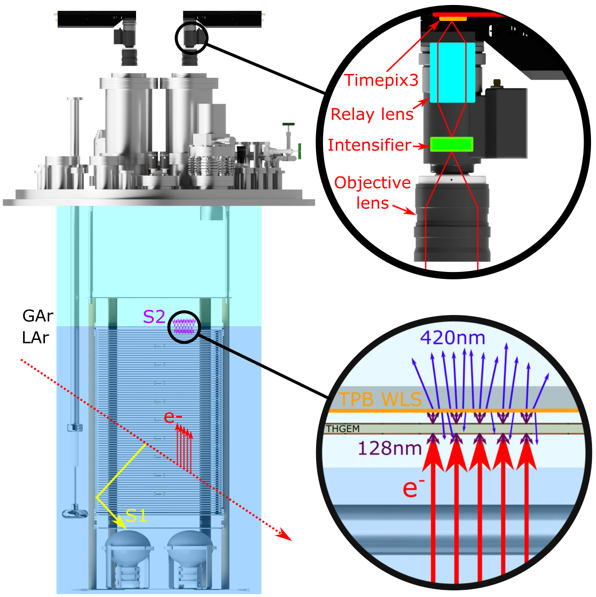 Timepix3
Relay lens
Intensifier
Objective
lens
GAr
LAr
S2
e-
S1
420nm
TPB WLS
THGEM
128nm
e-